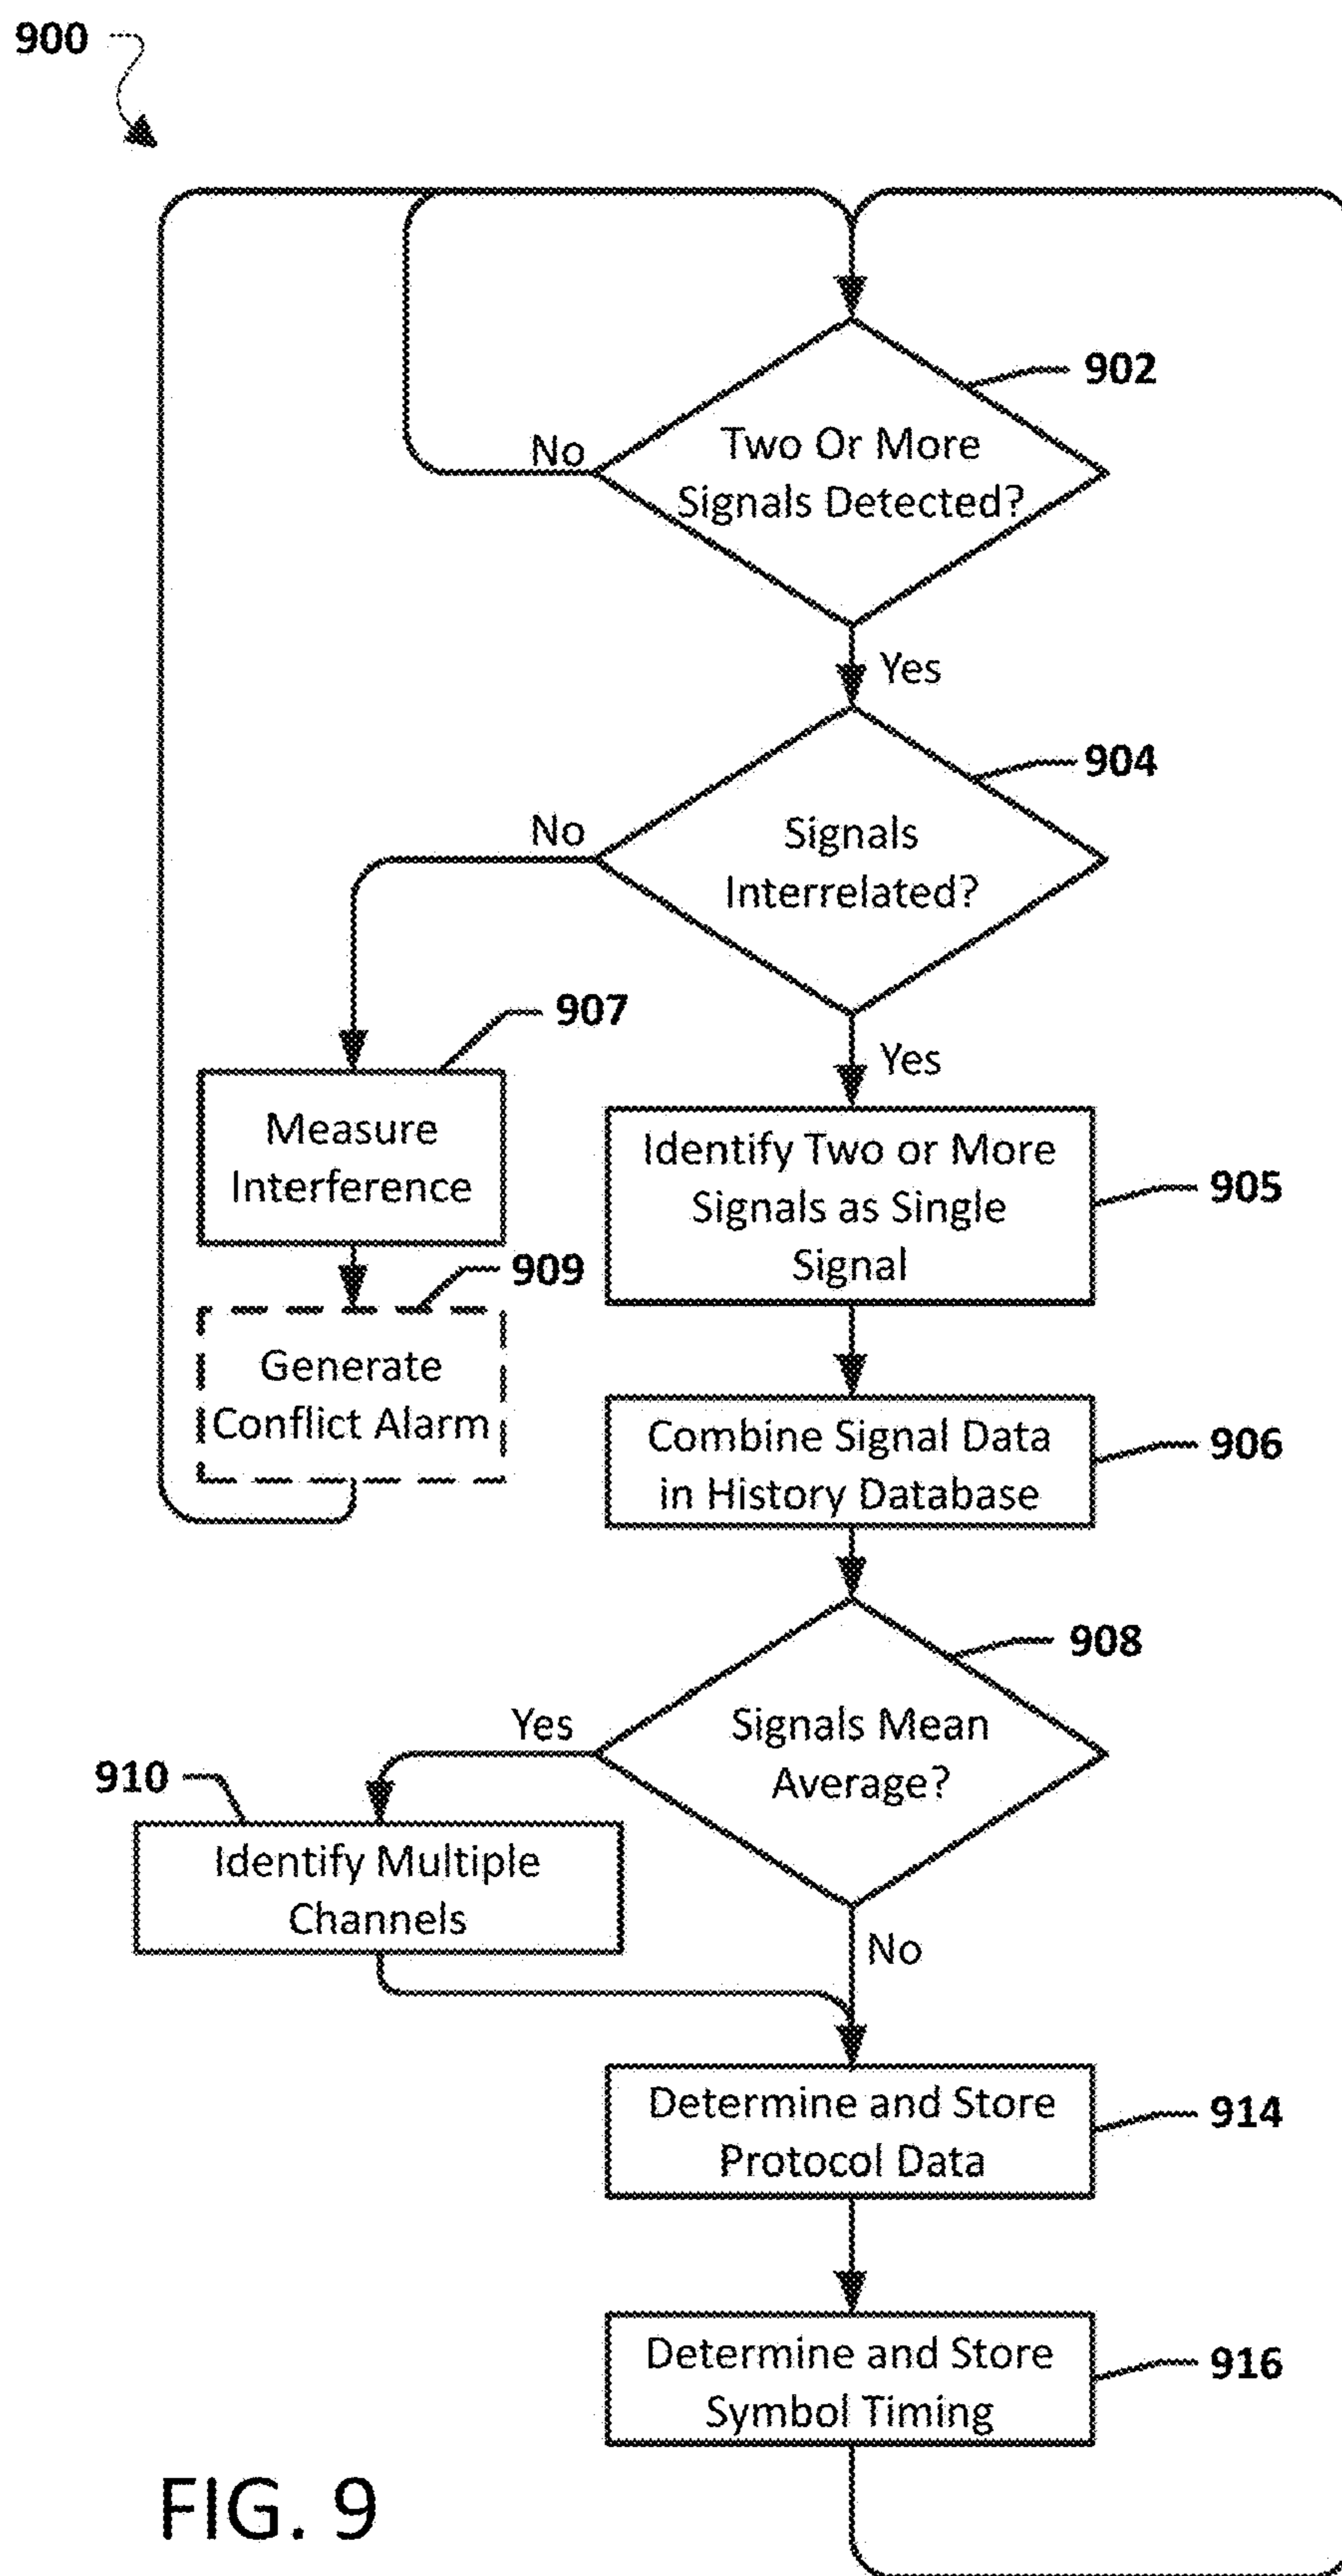 900
902
Two Or More
Signals Detected?
No
Yes
904
Signals
Interrelated?
No
Yes
907
Measure
Interference
905
Identify Two or More
Signals as Single
Signal
909
Generate
Conflict Alarm
906
Combine Signal Data
in History Database
908
Signals Mean
Average?
Yes
910
Identify Multiple
Channels
No
914
Determine and Store
Protocol Data
916
Determine and Store
Symbol Timing
FIG. 9